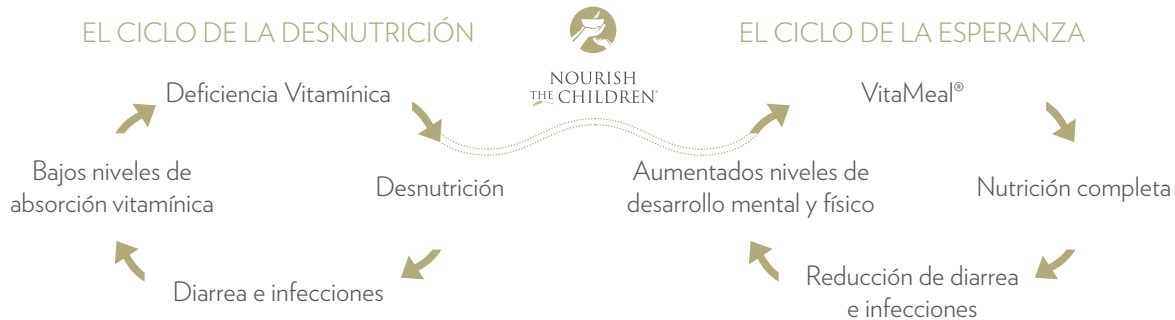 EL CICLO DE LA DESNUTRICIÓN
Deficiencia Vitamínica
Desnutrición
Diarrea e infecciones
Bajos niveles de
absorción vitamínica
NOURISH
THE CHILDREN
EL CICLO DE LA ESPERANZA
VitaMeal®
Nutrición completa
Reducción de diarrea
e infecciones
Aumentados niveles de
desarrollo mental y físico